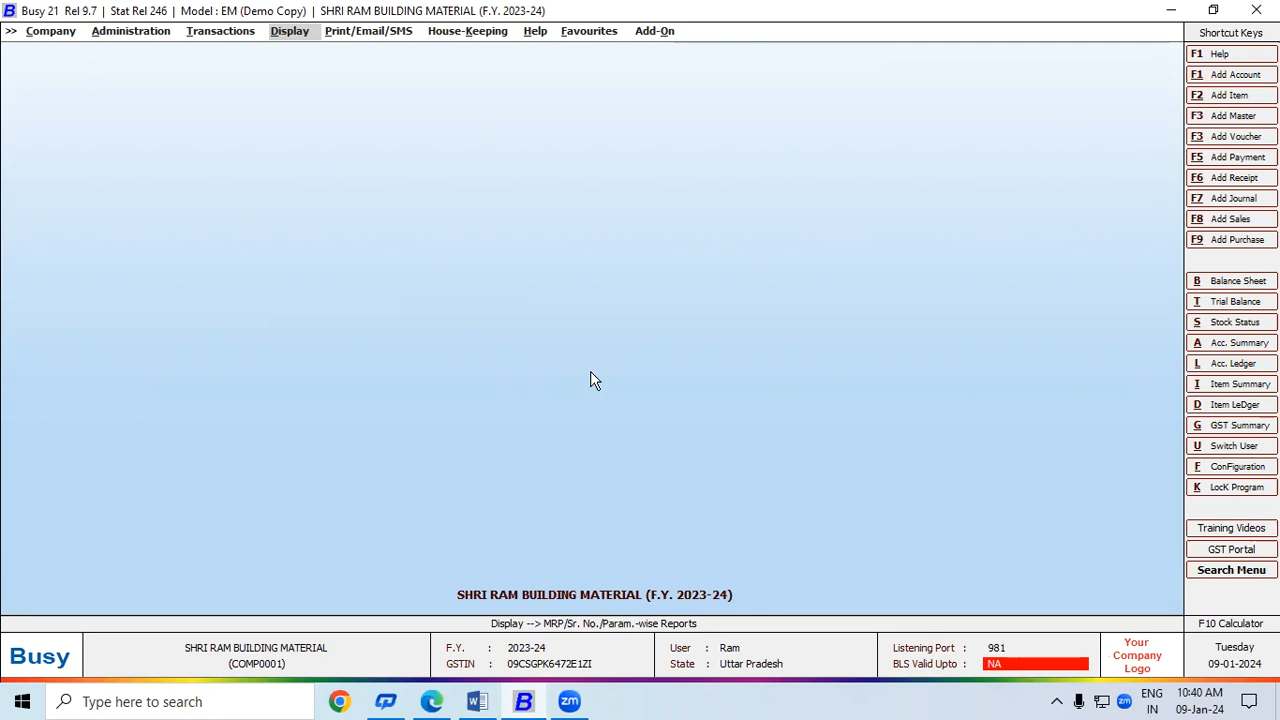 Busy 21 Rel 9.7 | Stat Rel 246 | Model : EM (Demo Copy) | SHRI RAM BUILDING MATERIAL (F.Y. 2023-24)
>> Company Administration Transactions Display Print/Email/SMS House-Keeping Help Favourites Add-On
Shortcut Keys
F1 Help
F1 Add Account
F2 Add Item
F3 Add Master
F3 Add Voucher
F5 Add Payment
F6 Add Receipt
F7 Add Journal
F8 Add Sales
F9 Add Purchase
B Balance Sheet
T Trial Balance
S Stock Status
A Acc. Summary
L Acc. Ledger
I Item Summary
D Item LeDger
G GST Summary
U Switch User
F ConFiguration
K LocK Program
Training Videos
GST Portal
Search Menu
SHRI RAM BUILDING MATERIAL (F.Y. 2023-24)
Display --> MRP/Sr. No./Param.-wise Reports
F10 Calculator
Busy
SHRI RAM BUILDING MATERIAL
(COMP0001)
F.Y. : 2023-24
GSTIN : 09CSGPK6472E1ZI
User : Ram
State : Uttar Pradesh
Listening Port : 981
BLS Valid Upto : NA
Your
Company
Logo
Tuesday
09-01-2024
Type here to search
W
B
zm
zm
ENG
IN
10:40 AM
09-Jan-24